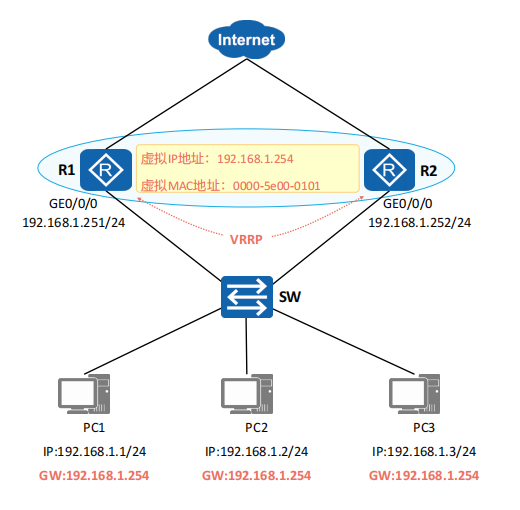 Internet
R1
虚拟IP地址：192.168.1.254
虚拟MAC地址：0000-5e00-0101
R2
GE0/0/0
192.168.1.251/24
GE0/0/0
192.168.1.252/24
VRRP
SW
PC1
PC2
PC3
IP:192.168.1.1/24
IP:192.168.1.2/24
IP:192.168.1.3/24
GW:192.168.1.254
GW:192.168.1.254
GW:192.168.1.254